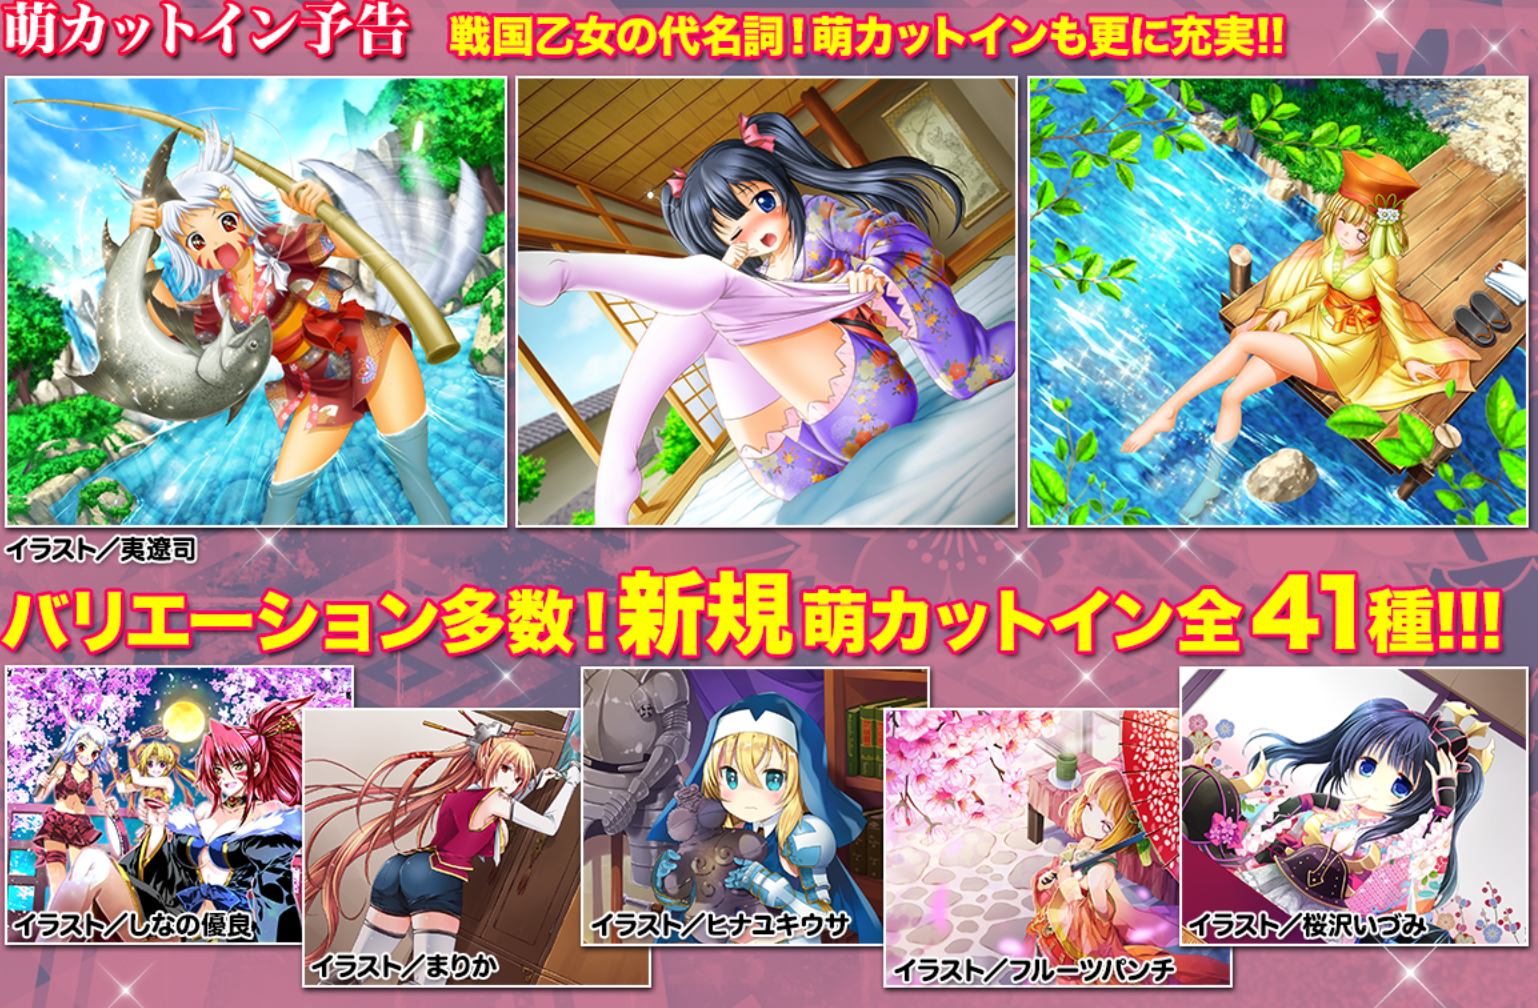 萌カットイン予告
戦国乙女の代名詞！萌カットインも更に充実!!
イラスト／夷遼司
バリエーション多数！新規萌カットイン全41種!!!
イラスト／しなの優良
イラスト／まりか
イラスト／ヒナユキウサ
イラスト／フルーツパンチ
イラスト／桜沢いづみ